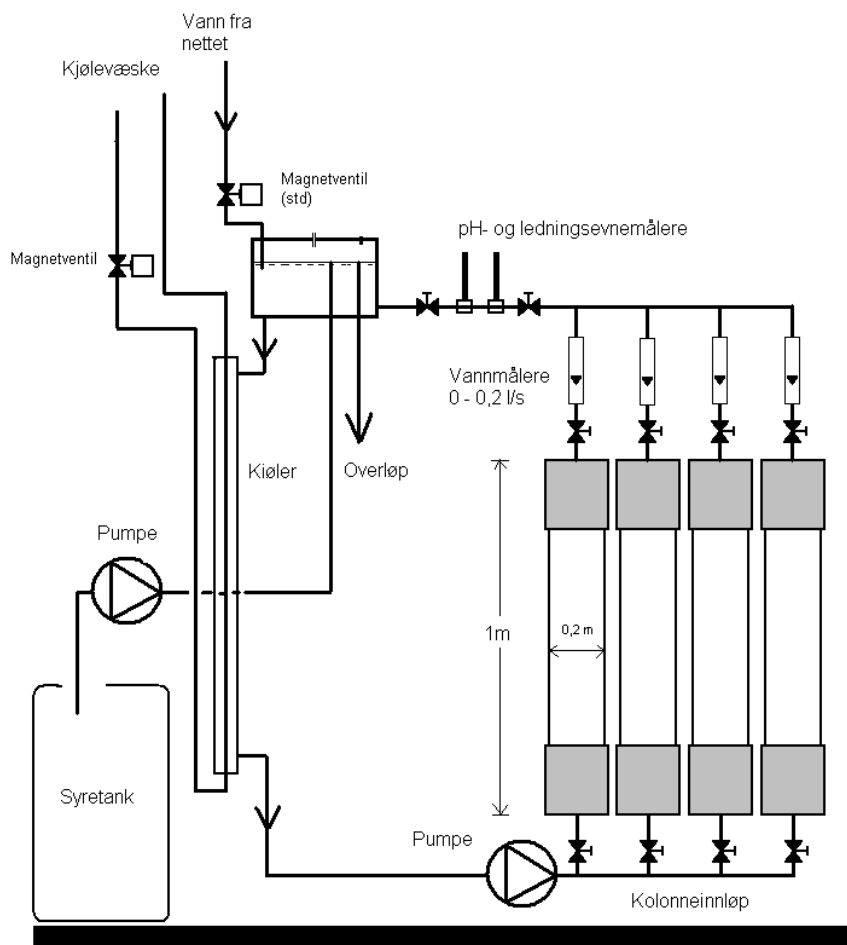 Vann fra
nettet
Kjølevæske
Magnetventil
(std)
pH- og ledningsevnemålere
Magnetventil
Vannmålere
0 - 0,2 l/s
Kiøler
Overløp
Pumpe
1m
0,2 m
Syretank
Pumpe
Kolonneinnløp